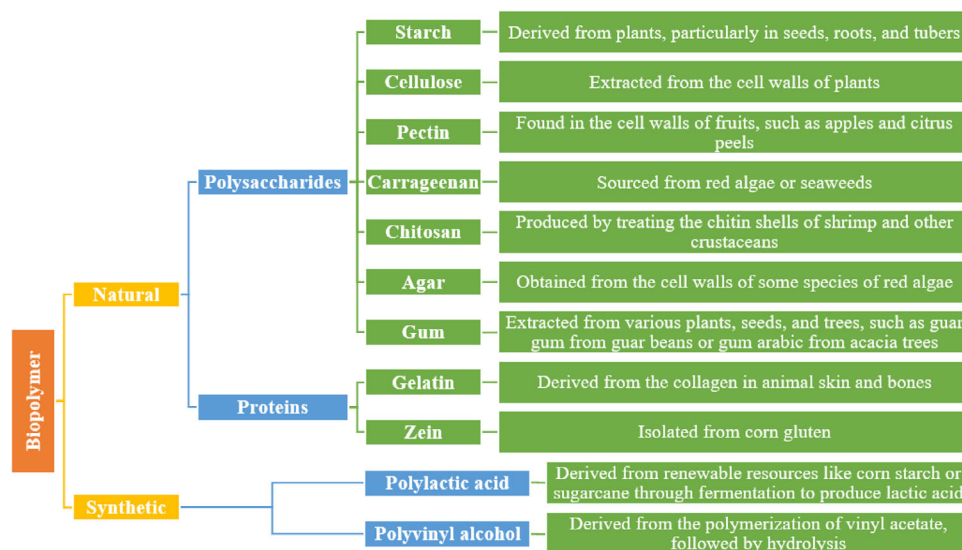 Starch
Derived from plants, particularly in seeds, roots, and tubers
Cellulose
Extracted from the cell walls of plants
Pectin
Found in the cell walls of fruits, such as apples and citrus
peels
Polysaccharides
Carrageenan
Sourced from red algae or seaweeds
Chitosan
Produced by treating the chitin shells of shrimp and other
crustaceans
Natural
Agar
Obtained from the cell walls of some species of red algae
Gum
Extracted from various plants, seeds, and trees, such as guar
gum from guar beans or gum arabic from acacia trees
Biopolymer
Proteins
Gelatin
Derived from the collagen in animal skin and bones
Zein
Isolated from corn gluten
Synthetic
Polylactic acid
Derived from renewable resources like corn starch or
sugarcane through fermentation to produce lactic acid
Polyvinyl alcohol
Derived from the polymerization of vinyl acetate,
followed by hydrolysis